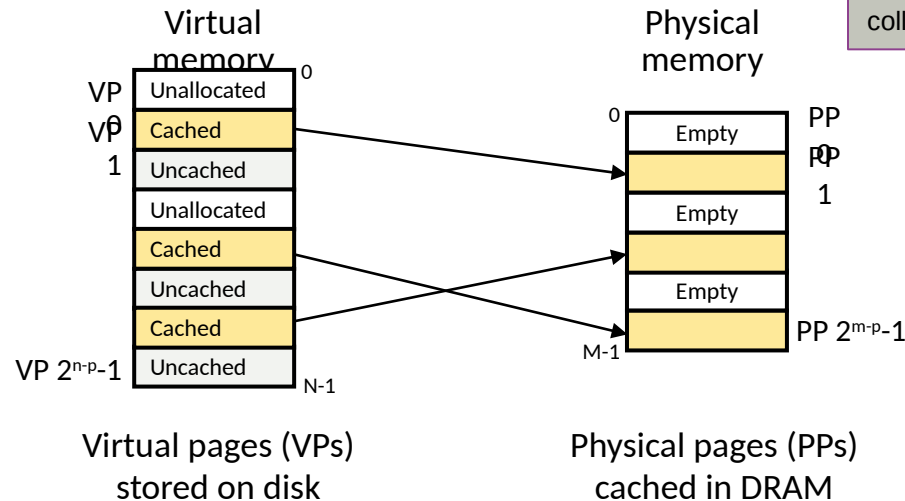 Virtual
memory
Physical
memory
coll
0
VP 0
Unallocated
VP 1
Cached
Uncached
Unallocated
Cached
Uncached
Cached
VP 2ⁿ⁻ᵖ-1
Uncached
N-1
0
Empty
PP 0
PP 1
Empty
Empty
PP 2ᵐ⁻ᵖ-1
M-1
Virtual pages (VPs)
stored on disk
Physical pages (PPs)
cached in DRAM